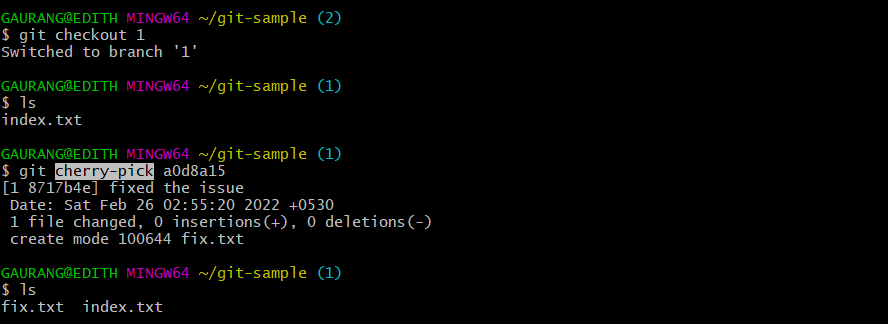 GAURANG@EDITH MINGW64 ~/git-sample (2)
$ git checkout 1
Switched to branch '1'
GAURANG@EDITH MINGW64 ~/git-sample (1)
$ ls
index.txt
GAURANG@EDITH MINGW64 ~/git-sample (1)
$ git cherry-pick a0d8a15
[1 8717b4e] fixed the issue
Date: Sat Feb 26 02:55:20 2022 +0530
1 file changed, 0 insertions(+), 0 deletions(-)
create mode 100644 fix.txt
GAURANG@EDITH MINGW64 ~/git-sample (1)
$ ls
fix.txt  index.txt